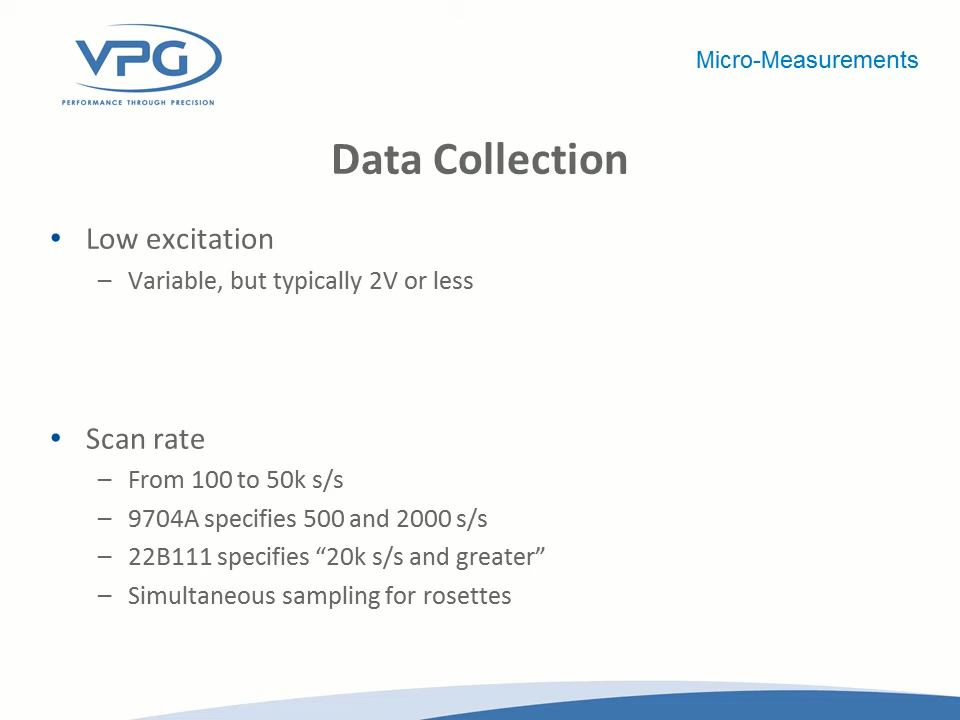 VPG
PERFORMANCE THROUGH PRECISION
Micro-Measurements
Data Collection
• Low excitation
– Variable, but typically 2V or less
• Scan rate
– From 100 to 50k s/s
– 9704A specifies 500 and 2000 s/s
– 22B111 specifies “20k s/s and greater”
– Simultaneous sampling for rosettes